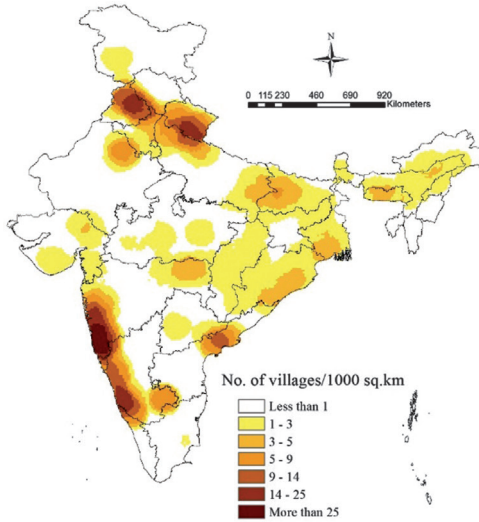 N
0 115 230 460 690 920
Kilometers
No. of villages/1000 sq.km
Less than 1
1 - 3
3 - 5
5 - 9
9 - 14
14 - 25
More than 25